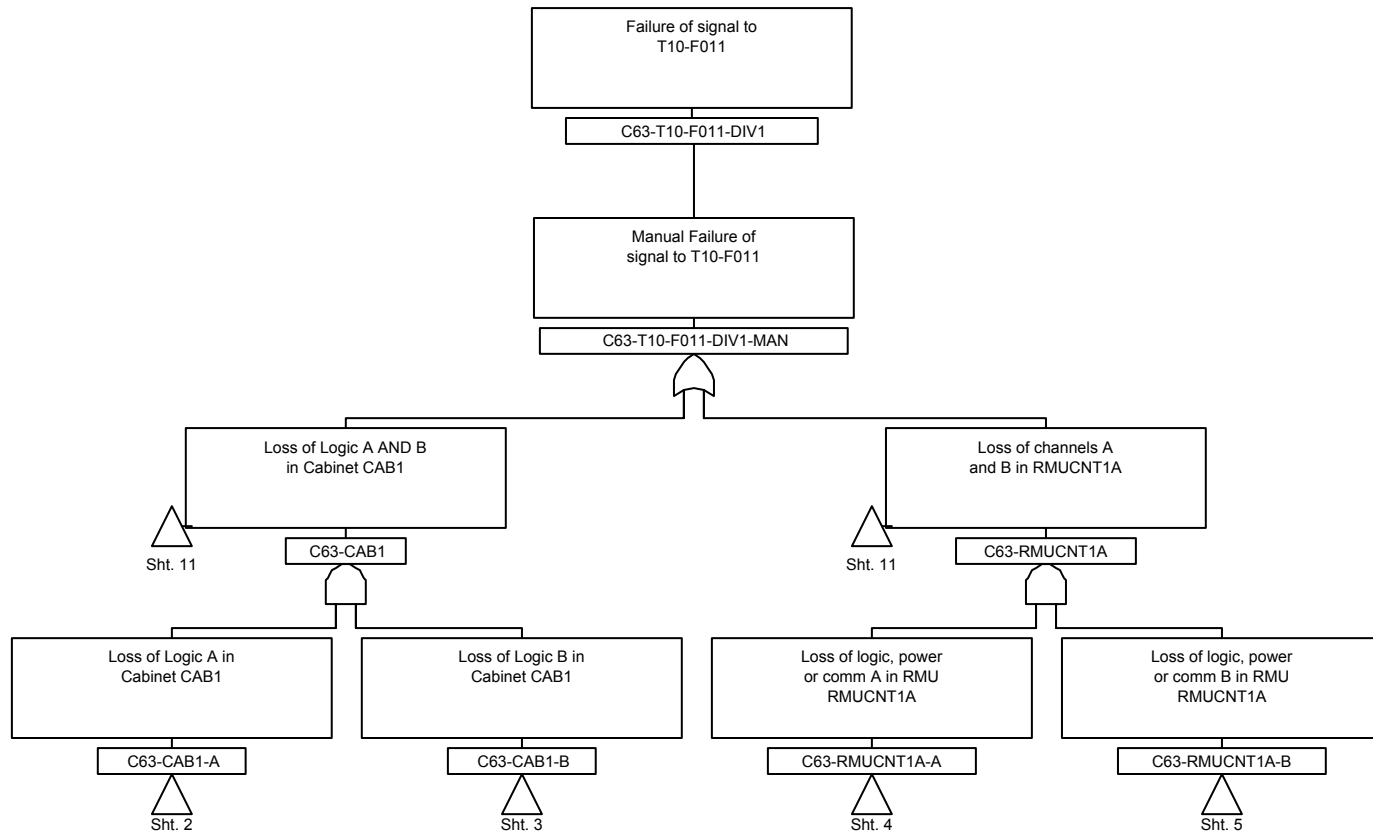 Failure of signal to
T10-F011
C63-T10-F011-DIV1
Manual Failure of
signal to T10-F011
C63-T10-F011-DIV1-MAN
Loss of Logic A AND B
in Cabinet CAB1
Sht. 11
C63-CAB1
Loss of channels A
and B in RMUCNT1A
Sht. 11
C63-RMUCNT1A
Loss of Logic A in
Cabinet CAB1
C63-CAB1-A
Sht. 2
Loss of Logic B in
Cabinet CAB1
C63-CAB1-B
Sht. 3
Loss of logic, power
or comm A in RMU
RMUCNT1A
C63-RMUCNT1A-A
Sht. 4
Loss of logic, power
or comm B in RMU
RMUCNT1A
C63-RMUCNT1A-B
Sht. 5